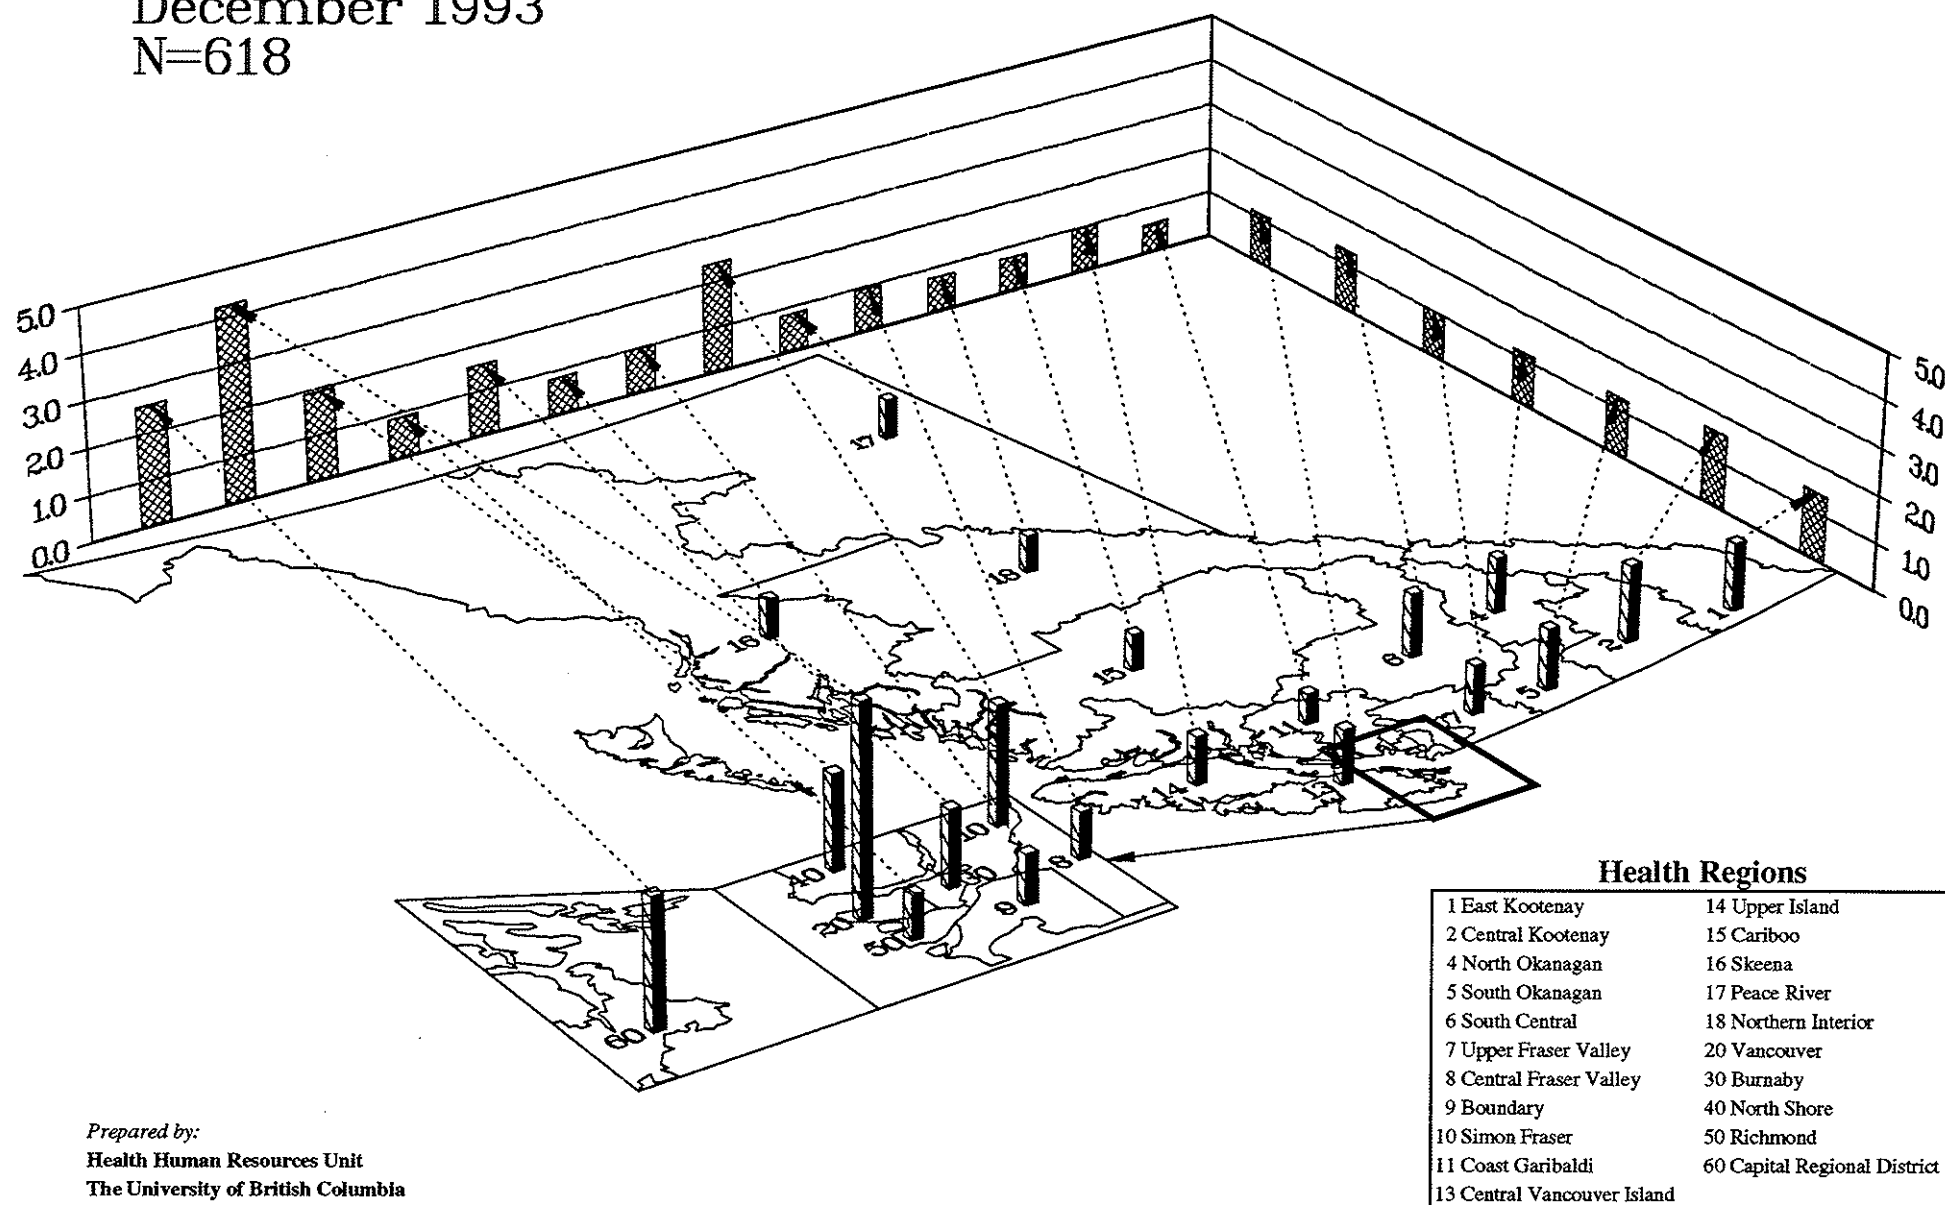 December 1993
N=618
5.0
4.0
3.0
2.0
1.0
0.0
5.0
4.0
3.0
2.0
1.0
0.0
17
18
16
15
6
4
2
1
5
7
11
14
13
10
8
40
30
9
20
50
60
Health Regions
1 East Kootenay
2 Central Kootenay
4 North Okanagan
5 South Okanagan
6 South Central
7 Upper Fraser Valley
8 Central Fraser Valley
9 Boundary
10 Simon Fraser
11 Coast Garibaldi
13 Central Vancouver Island
14 Upper Island
15 Cariboo
16 Skeena
17 Peace River
18 Northern Interior
20 Vancouver
30 Burnaby
40 North Shore
50 Richmond
60 Capital Regional District
Prepared by:
Health Human Resources Unit
The University of British Columbia